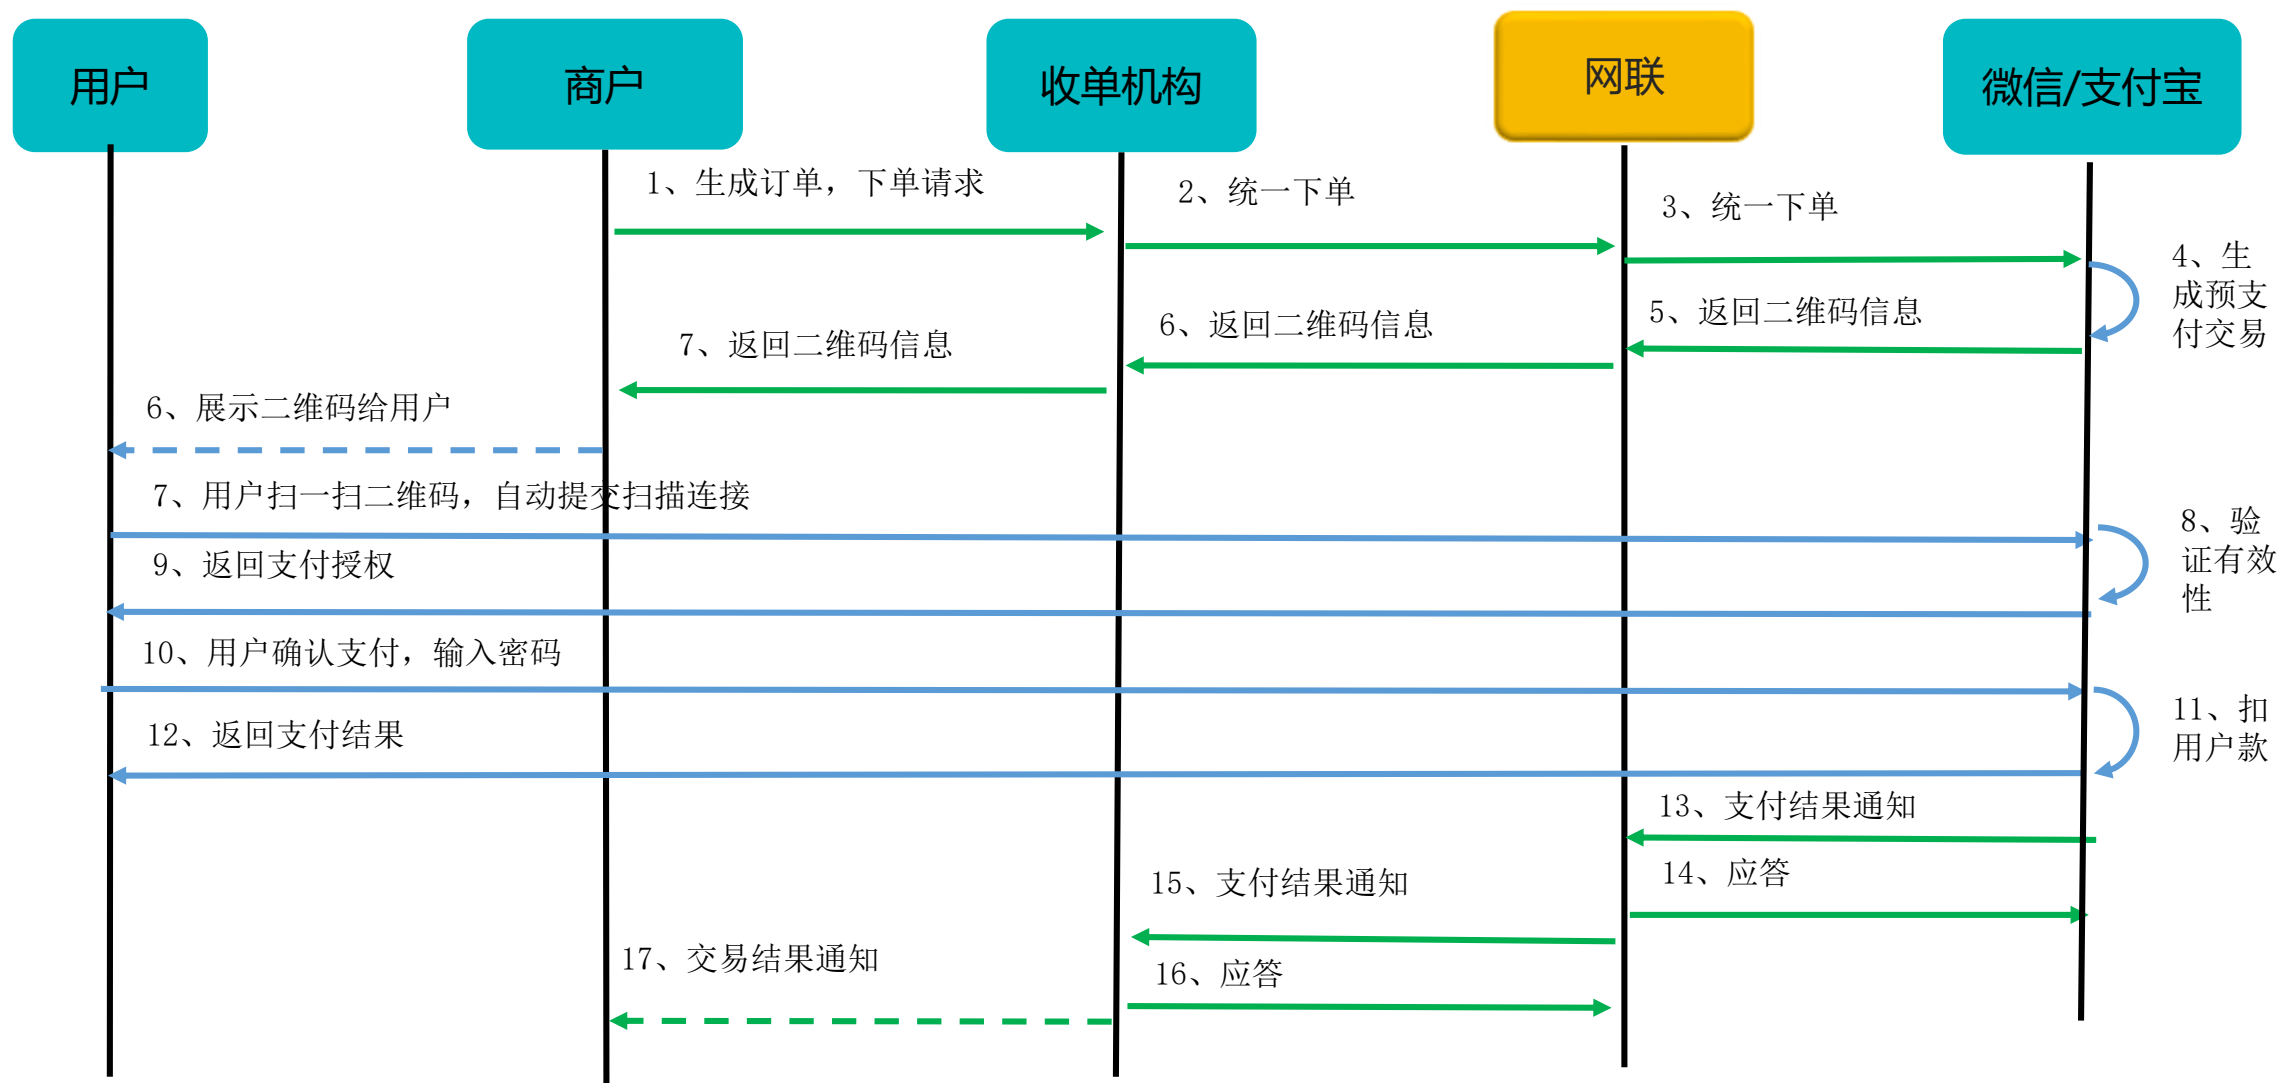 用户
商户
收单机构
网联
微信/支付宝
1、生成订单，下单请求
2、统一下单
3、统一下单
4、生
成预支
付交易
5、返回二维码信息
6、返回二维码信息
7、返回二维码信息
6、展示二维码给用户
7、用户扫一扫二维码，自动提交扫描连接
8、验
证有效
性
9、返回支付授权
10、用户确认支付，输入密码
11、扣
用户款
12、返回支付结果
13、支付结果通知
14、应答
15、支付结果通知
16、应答
17、交易结果通知